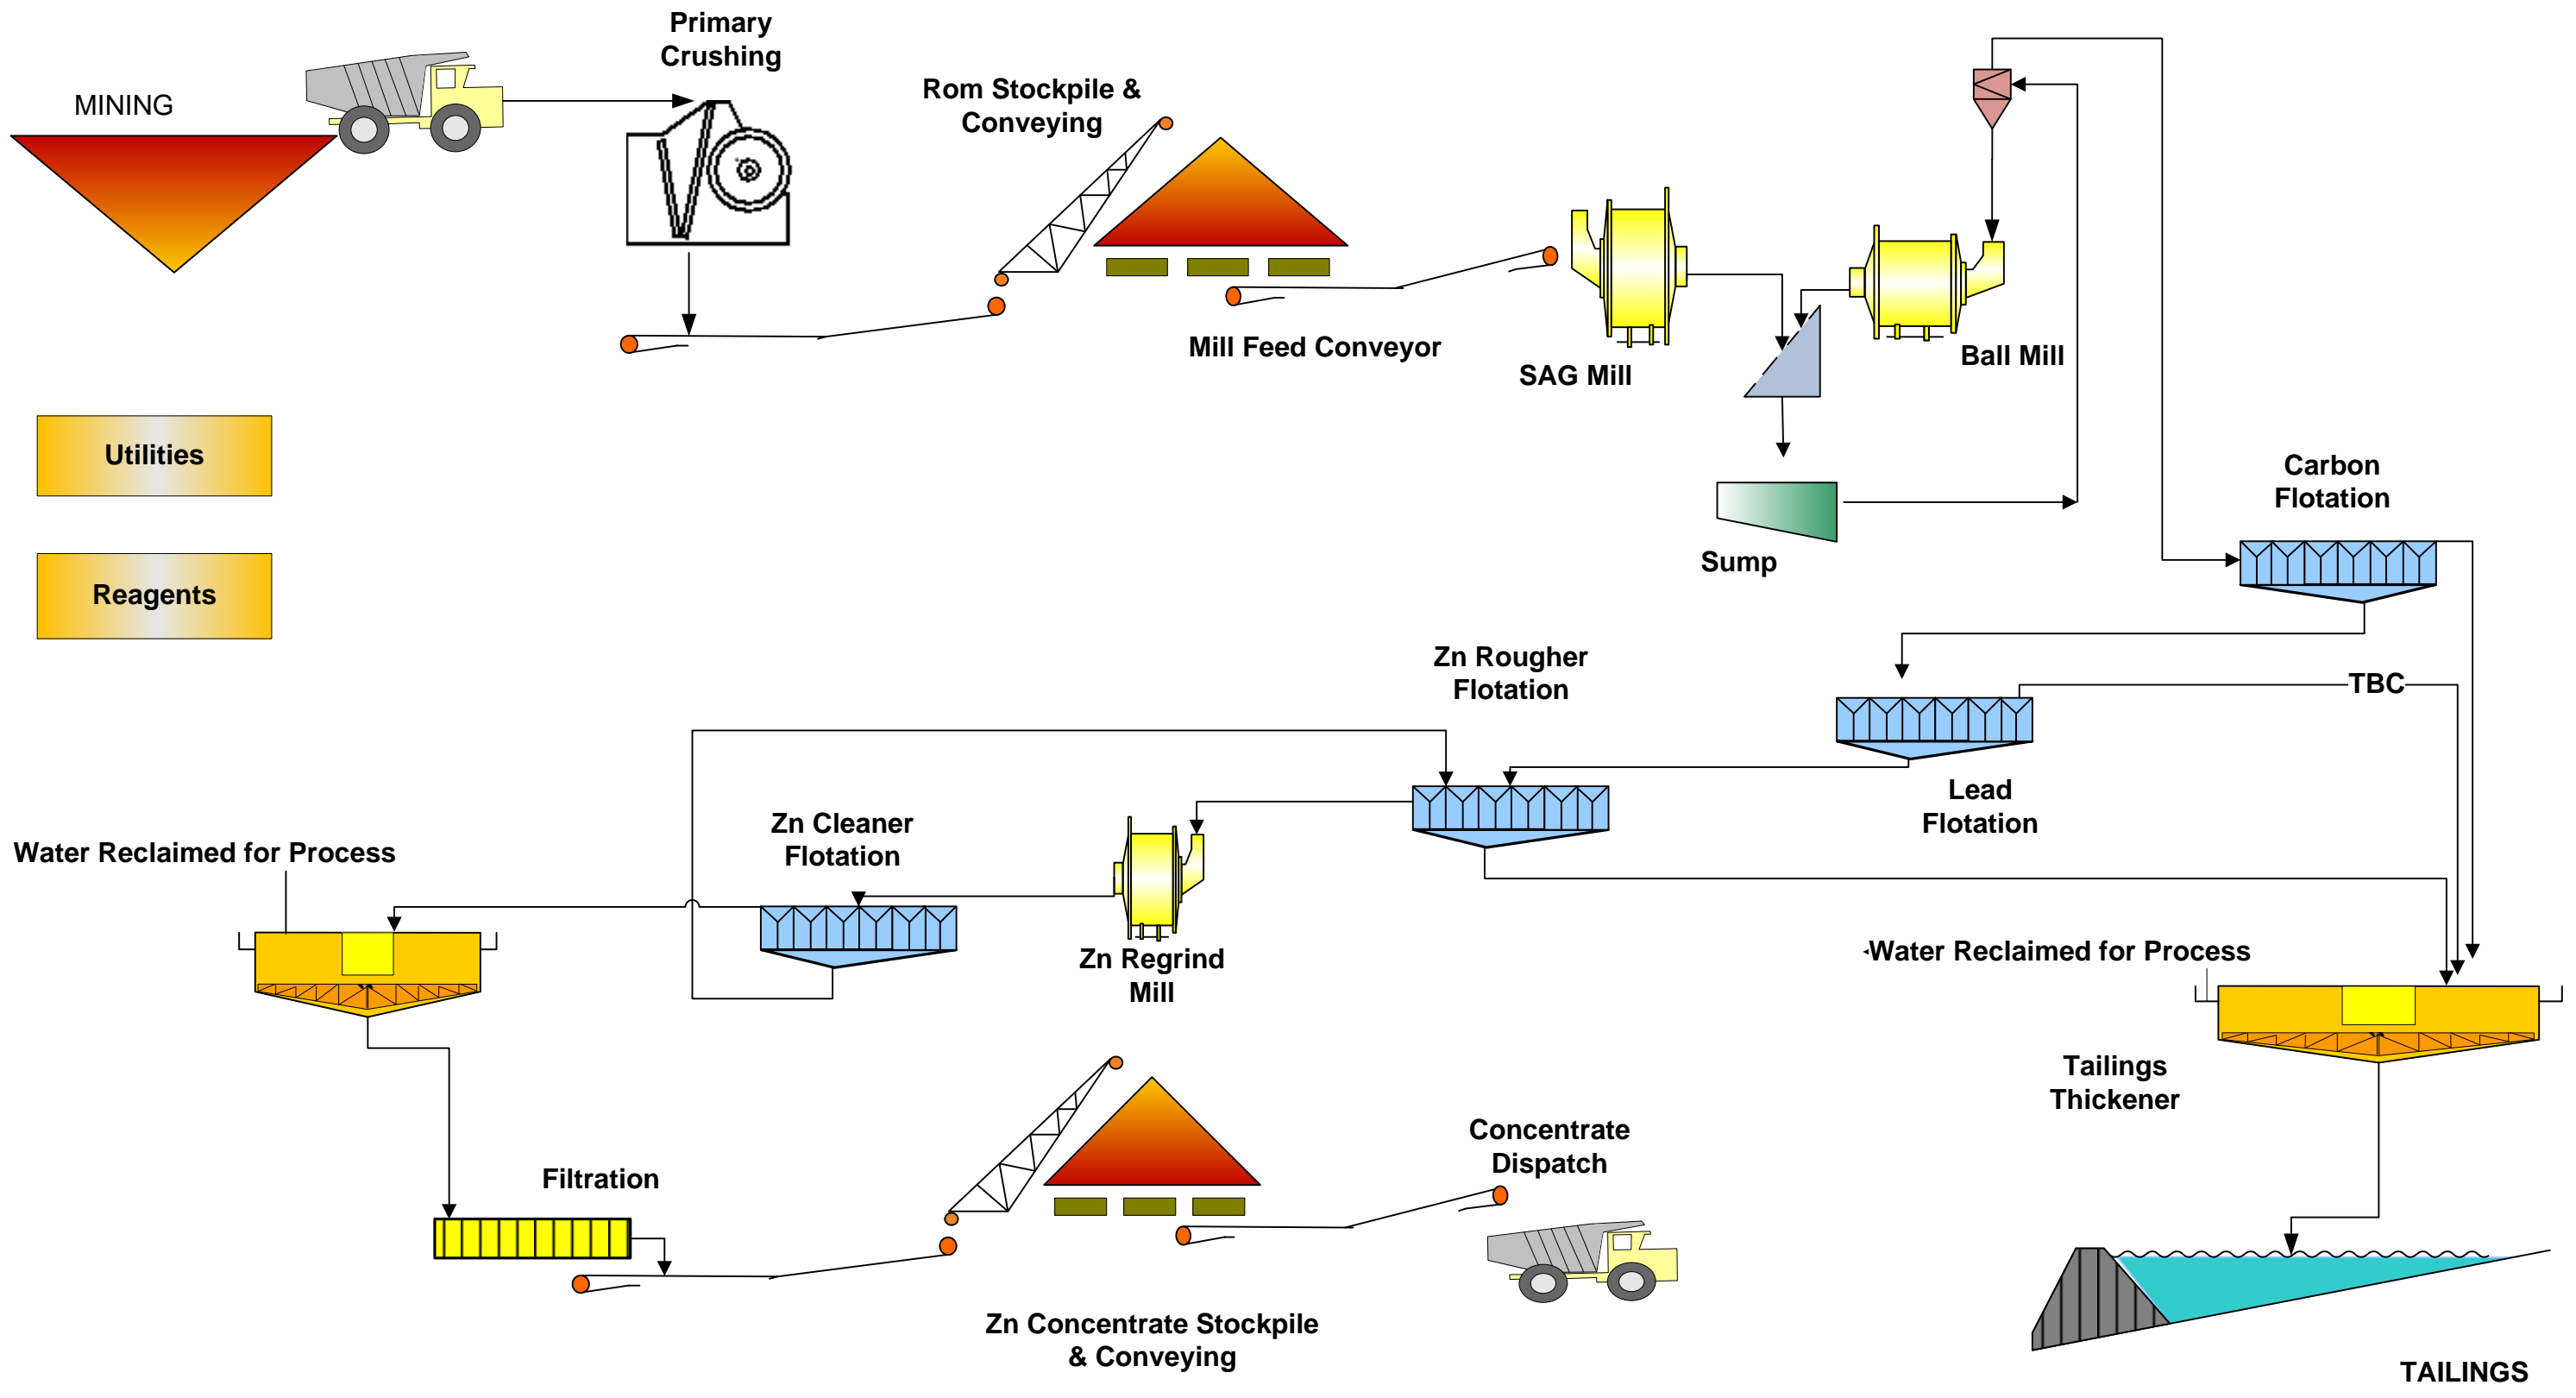 Primary
Crushing
MINING
Rom Stockpile &
Conveying
Mill Feed Conveyor
SAG Mill
Ball Mill
Utilities
Carbon
Flotation
Sump
Reagents
Zn Rougher
Flotation
TBC
Lead
Flotation
Zn Cleaner
Flotation
Water Reclaimed for Process
Zn Regrind
Mill
Water Reclaimed for Process
Tailings
Thickener
Concentrate
Dispatch
Filtration
Zn Concentrate Stockpile
& Conveying
TAILINGS